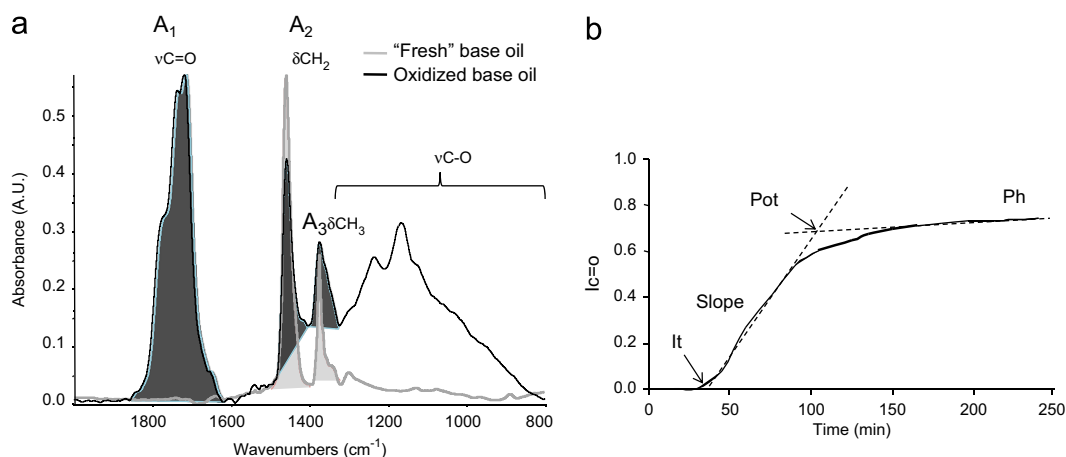 a
A₁
νC=O
A₂
δCH₂
"Fresh" base oil
Oxidized base oil
νC-O
A₃δCH₃
0.5
0.4
0.3
0.2
0.1
0.0
Absorbance (A.U.)
1800 1600 1400 1200 1000 800
Wavenumbers (cm⁻¹)
b
1.0
0.8
0.6
0.4
0.2
0.0
Ic=o
Pot
Ph
Slope
It
0 50 100 150 200 250
Time (min)